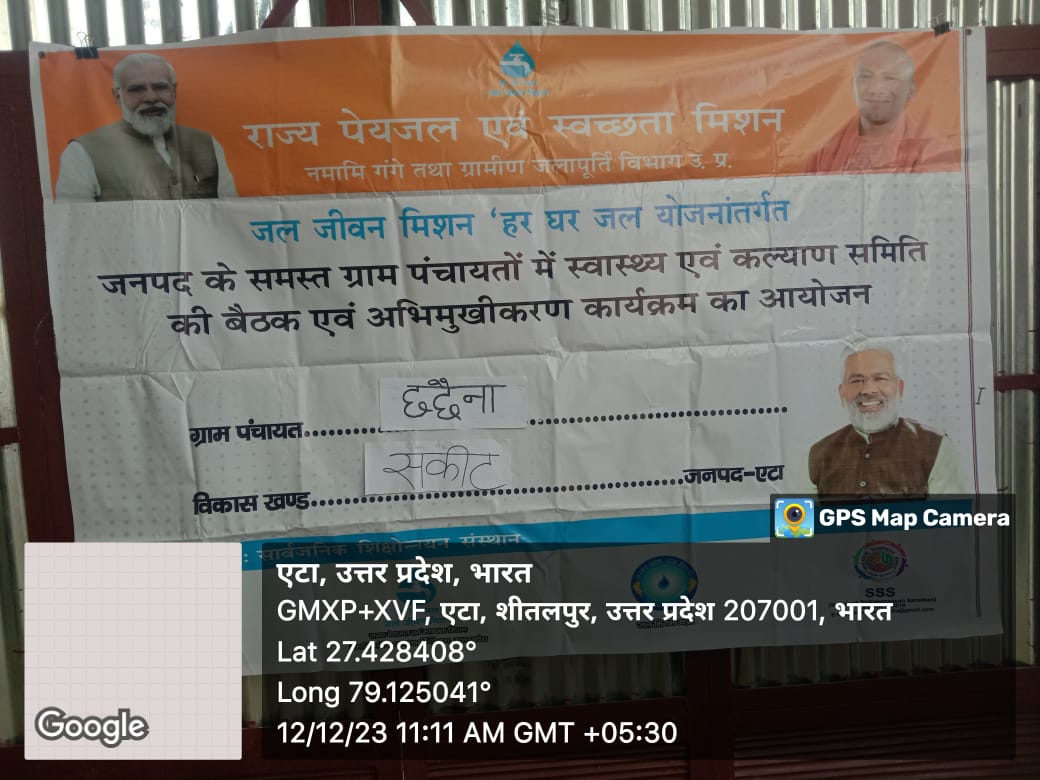 राज्य पेयजल एवं स्वच्छता मिशन
नमामि गंगे तथा ग्रामीण जलापूर्ति विभाग उ. प्र.
जल जीवन मिशन ‘हर घर जल योजनांतर्गत
जनपद के समस्त ग्राम पंचायतों में स्वास्थ्य एवं कल्याण समिति
की बैठक एवं अभिमुखीकरण कार्यक्रम का आयोजन
ग्राम पंचायत........छछैना........................
विकास खण्ड........सकीट........................जनपद-एटा
: सार्वजनिक शिक्षोन्नयन संस्थान
SSS
GPS Map Camera
एटा, उत्तर प्रदेश, भारत
GMXP+XVF, एटा, शीतलपुर, उत्तर प्रदेश 207001, भारत
Lat 27.428408°
Long 79.125041°
12/12/23 11:11 AM GMT +05:30
Google